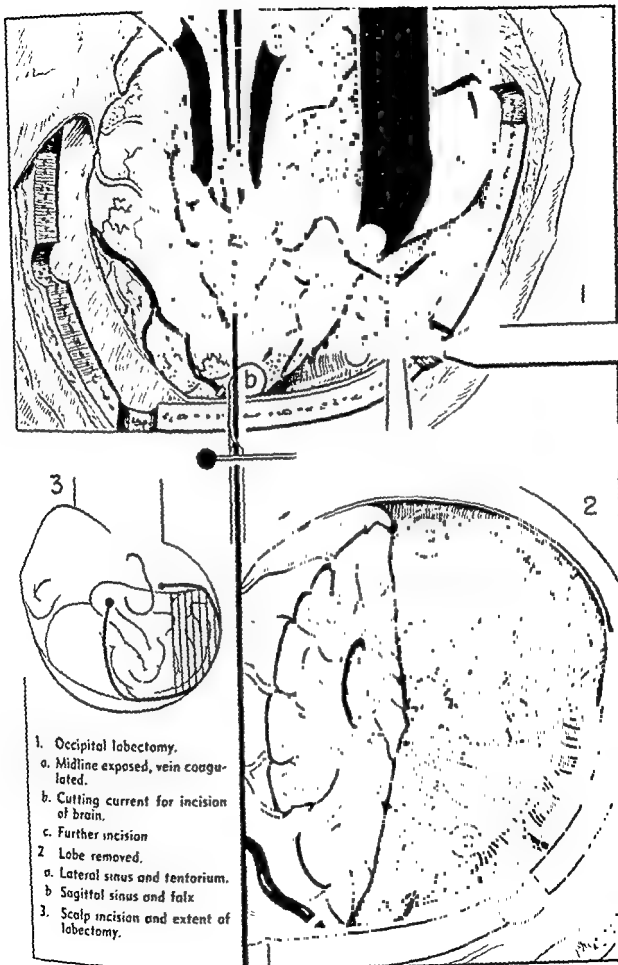 1
b
3
2
1. Occipital lobectomy.
a. Midline exposed, vein coagu-
lated.
b. Cutting current for incision
of brain.
c. Further incision
2 Lobe removed.
a. Lateral sinus and tentorium.
b Sagittal sinus and falx
3. Scalp incision and extent of
lobectomy.